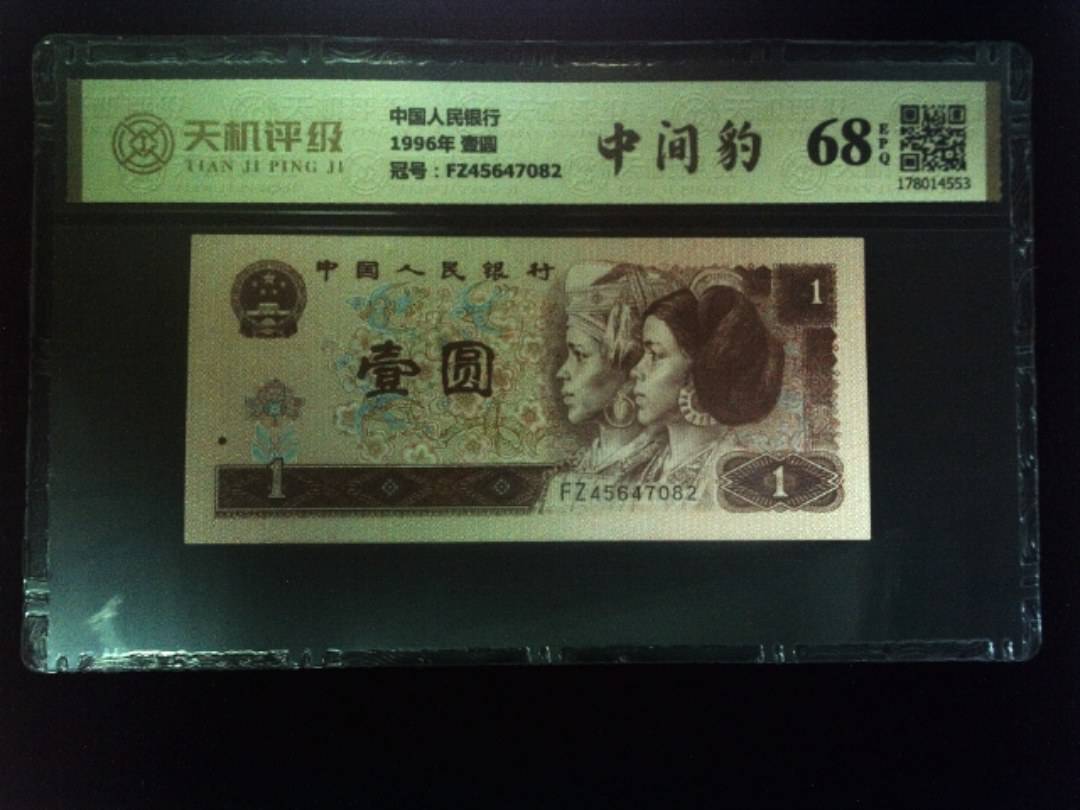 天机评级
TIAN JI PING JI
中国人民银行
1996年 壹圆
冠号：FZ45647082
中间豹
68
EPQ
178014553
中国人民银行
1
壹圆
1
FZ45647082
1